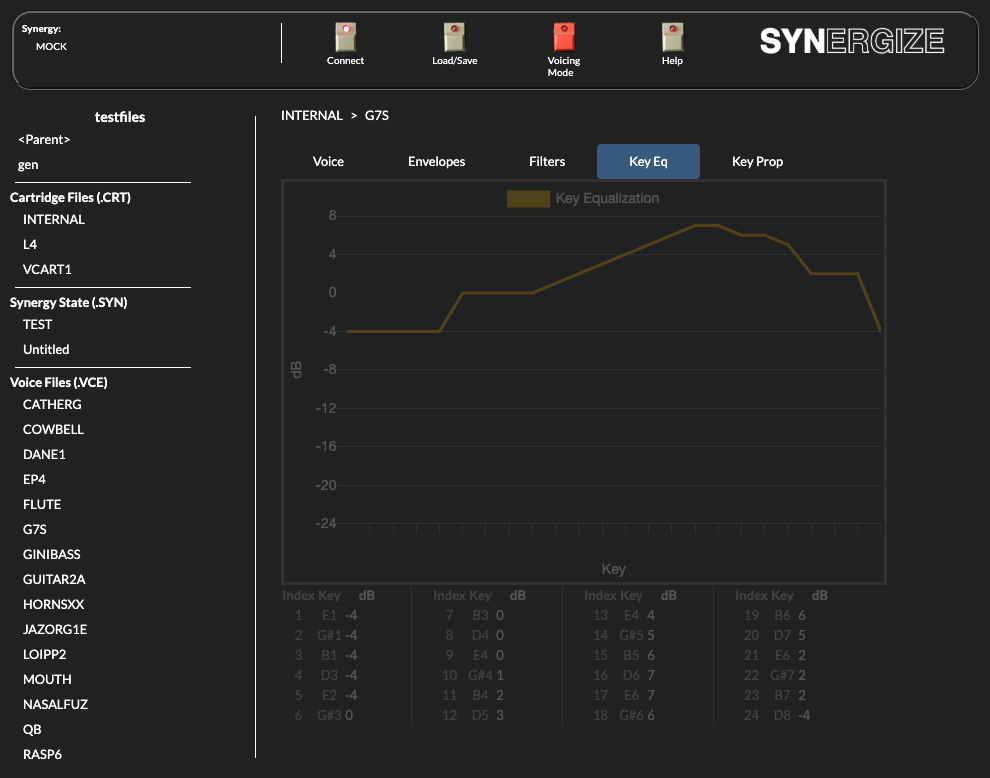 Synergy:
MOCK
Connect
Load/Save
Voicing
Mode
Help
SYNERGIZE
testfiles
<Parent>
gen
Cartridge Files (.CRT)
INTERNAL
L4
VCART1
Synergy State (.SYN)
TEST
Untitled
Voice Files (.VCE)
CATHERG
COWBELL
DANE1
EP4
FLUTE
G7S
GINIBASS
GUITAR2A
HORNSXX
JAZORG1E
LOIPP2
MOUTH
NASALFUZ
QB
RASP6
INTERNAL > G7S
Voice Envelopes Filters Key Eq Key Prop
Key Equalization
8
4
0
-4
-8
-12
-16
-20
-24
dB
Key
Index Key dB Index Key dB Index Key dB Index Key dB
1 E1 -4 7 B3 0 13 E4 4 19 B6 6
2 G#1 -4 8 D4 0 14 G#5 5 20 D7 5
3 B1 -4 9 E4 0 15 B5 6 21 E6 2
4 D3 -4 10 G#4 1 16 D6 7 22 G#7 2
5 E2 -4 11 B4 2 17 E6 7 23 B7 2
6 G#3 0 12 D5 3 18 G#6 6 24 D8 -4